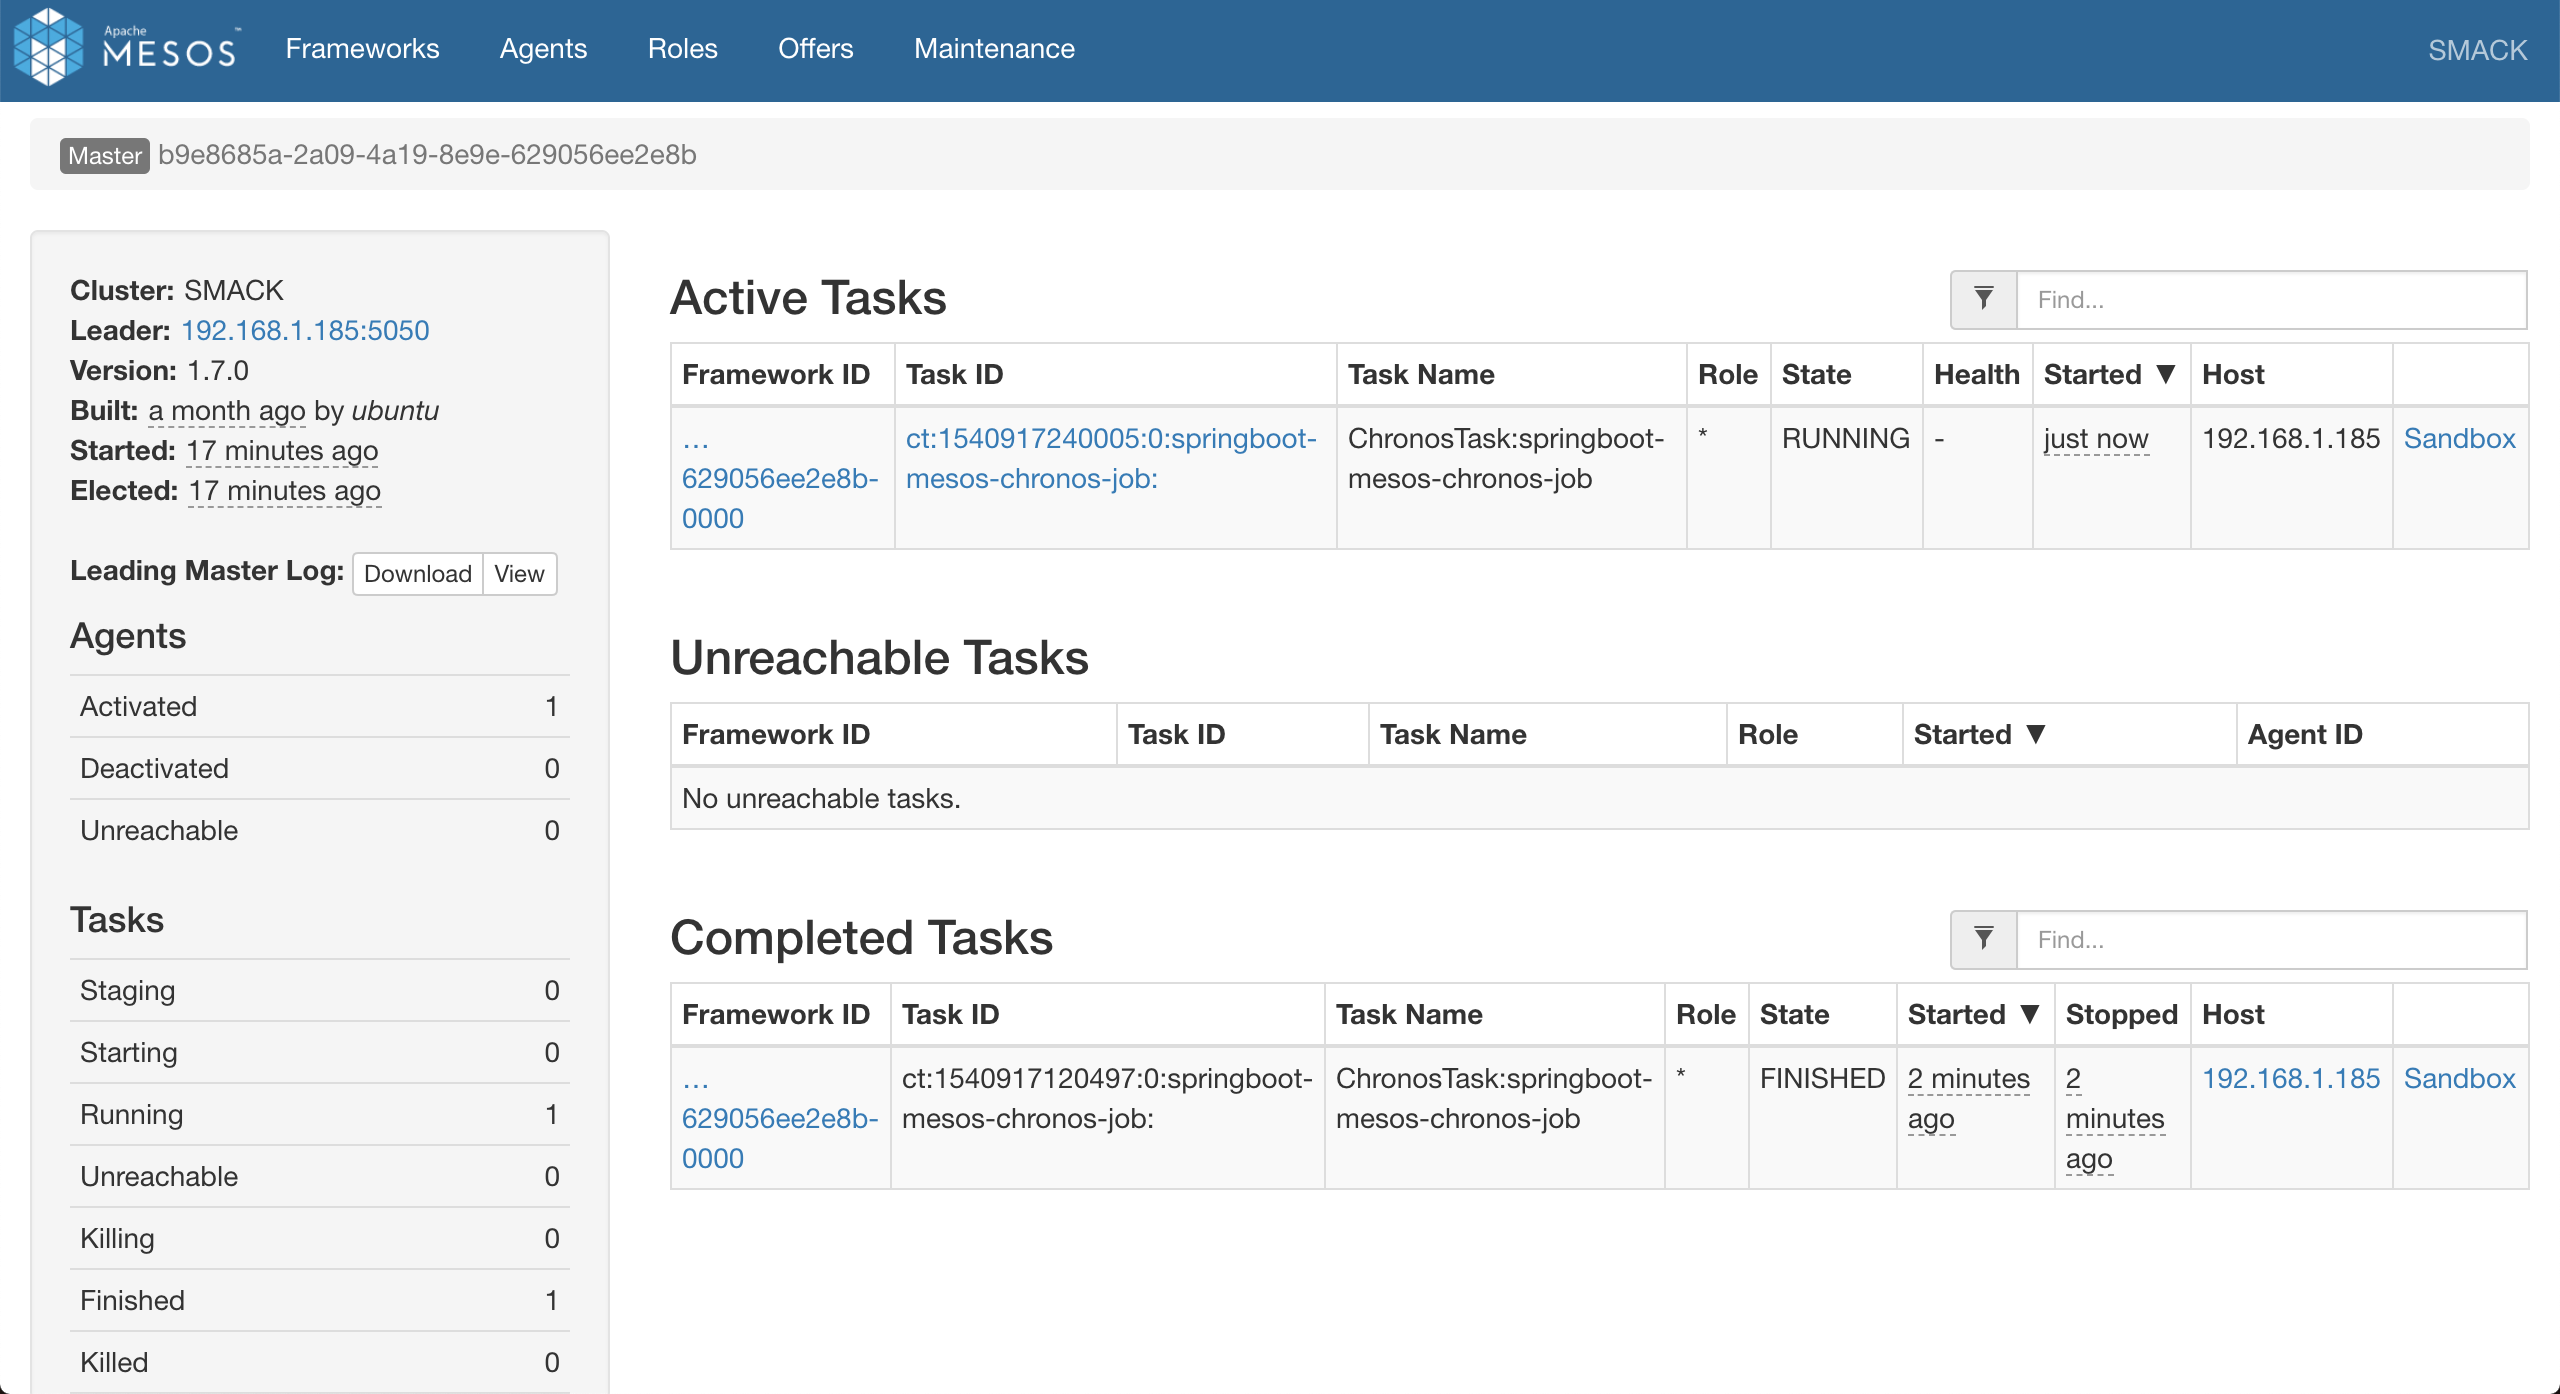 Apache
MESOS™
Frameworks Agents Roles Offers Maintenance SMACK
Master b9e8685a-2a09-4a19-8e9e-629056ee2e8b
Cluster: SMACK
Leader: 192.168.1.185:5050
Version: 1.7.0
Built: a month ago by ubuntu
Started: 17 minutes ago
Elected: 17 minutes ago
Leading Master Log: Download View
Agents
Activated 1
Deactivated 0
Unreachable 0
Tasks
Staging 0
Starting 0
Running 1
Unreachable 0
Killing 0
Finished 1
Killed 0
Active Tasks
Find...
Framework ID Task ID Task Name Role State Health Started ▼ Host
… ct:1540917240005:0:springboot- ChronosTask:springboot- * RUNNING - just now 192.168.1.185 Sandbox
629056ee2e8b- mesos-chronos-job: mesos-chronos-job
0000
Unreachable Tasks
Framework ID Task ID Task Name Role Started ▼ Agent ID
No unreachable tasks.
Completed Tasks
Find...
Framework ID Task ID Task Name Role State Started ▼ Stopped Host
… ct:1540917120497:0:springboot- ChronosTask:springboot- * FINISHED 2 minutes 2 192.168.1.185 Sandbox
629056ee2e8b- mesos-chronos-job: mesos-chronos-job ago minutes
0000 ago